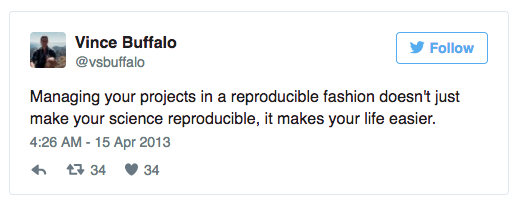 Vince Buffalo
@vsbuffalo
Follow
Managing your projects in a reproducible fashion doesn't just
make your science reproducible, it makes your life easier.
4:26 AM - 15 Apr 2013
34 34